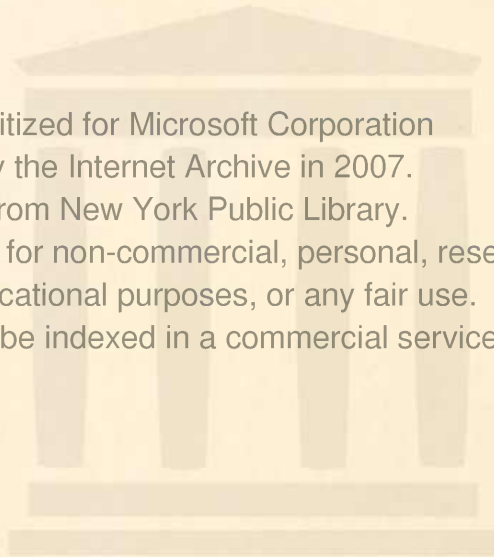 itized for Microsoft Corporation
the Internet Archive in 2007.
rom New York Public Library.
for non-commercial, personal, rese
cational purposes, or any fair use.
be indexed in a commercial service